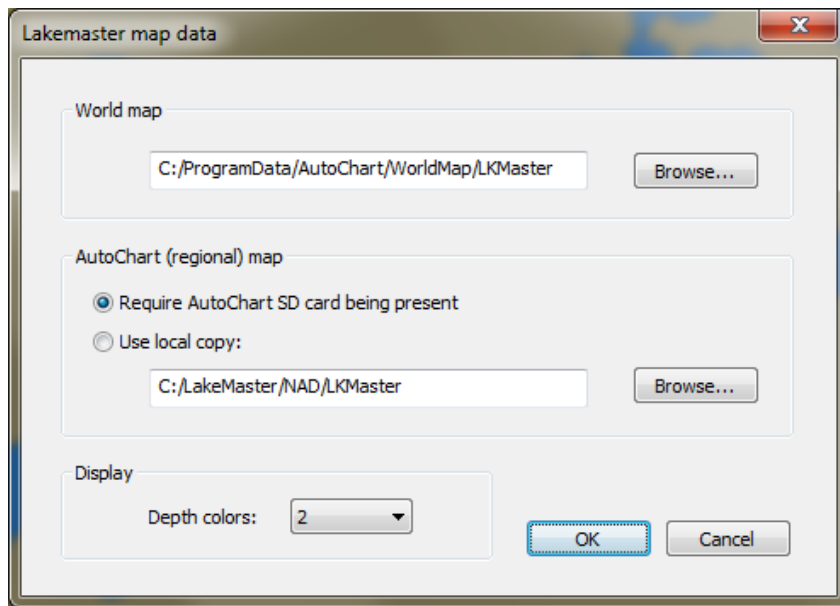 Lakemaster map data
World map
C:/ProgramData/AutoChart/WorldMap/LKMaster
Browse...
AutoChart (regional) map
Require AutoChart SD card being present
Use local copy:
C:/LakeMaster/NAD/LKMaster
Browse...
Display
Depth colors: 2
OK Cancel